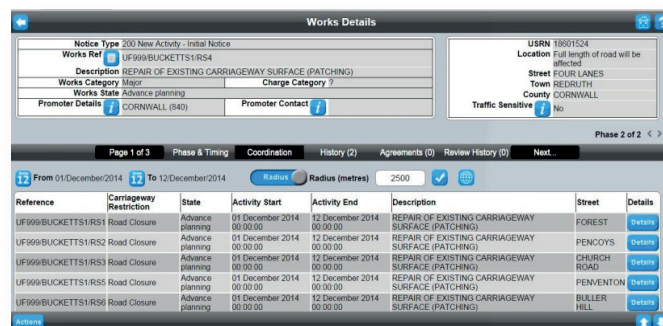 Works Details
Notice Type 200 New Activity - Initial Notice
Works Ref UF999/BUCKETTS1/RS4
Description REPAIR OF EXISTING CARRIAGEWAY SURFACE (PATCHING)
Works Category Major Charge Category ?
Works State Advance planning
Promoter Details i CORNWALL (840) Promoter Contact i
USRN 18601524
Location Full length of road will be
affected
Street FOUR LANES
Town REDRUTH
County CORNWALL
Traffic Sensitive i No
Phase 2 of 2 < >
Page 1 of 3 Phase & Timing Coordination History (2) Agreements (0) Review History (0) Next...
12 From 01/December/2014 12 To 12/December/2014 Radius Radius (metres) 2500
Reference Carriageway Restriction State Activity Start Activity End Description Street Details
UF999/BUCKETTS1/RS1 Road Closure Advance planning 01 December 2014 00:00:00 12 December 2014 00:00:00 REPAIR OF EXISTING CARRIAGEWAY SURFACE (PATCHING) FOREST Details
UF999/BUCKETTS1/RS2 Road Closure Advance planning 01 December 2014 00:00:00 12 December 2014 00:00:00 REPAIR OF EXISTING CARRIAGEWAY SURFACE (PATCHING) PENCOYS Details
UF999/BUCKETTS1/RS3 Road Closure Advance planning 01 December 2014 00:00:00 12 December 2014 00:00:00 REPAIR OF EXISTING CARRIAGEWAY SURFACE (PATCHING) CHURCH ROAD Details
UF999/BUCKETTS1/RS5 Road Closure Advance planning 01 December 2014 00:00:00 12 December 2014 00:00:00 REPAIR OF EXISTING CARRIAGEWAY SURFACE (PATCHING) PENVENTON Details
UF999/BUCKETTS1/RS6 Road Closure Advance planning 01 December 2014 00:00:00 12 December 2014 00:00:00 REPAIR OF EXISTING CARRIAGEWAY SURFACE (PATCHING) BULLER HILL Details
Actions